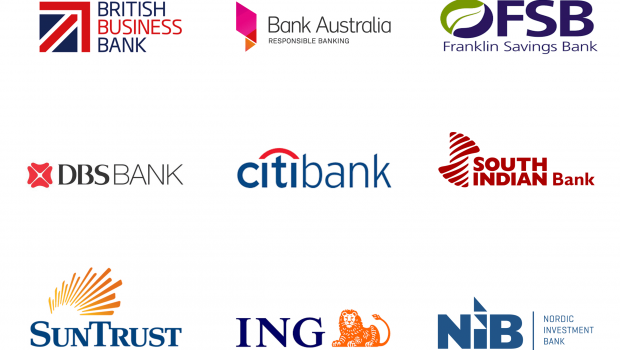 BRITISH
BUSINESS
BANK
Bank Australia
RESPONSIBLE BANKING
FSB
Franklin Savings Bank
DBS BANK
citibank
SOUTH
INDIAN Bank
SUNTRUST
ING
NIB
NORDIC
INVESTMENT
BANK